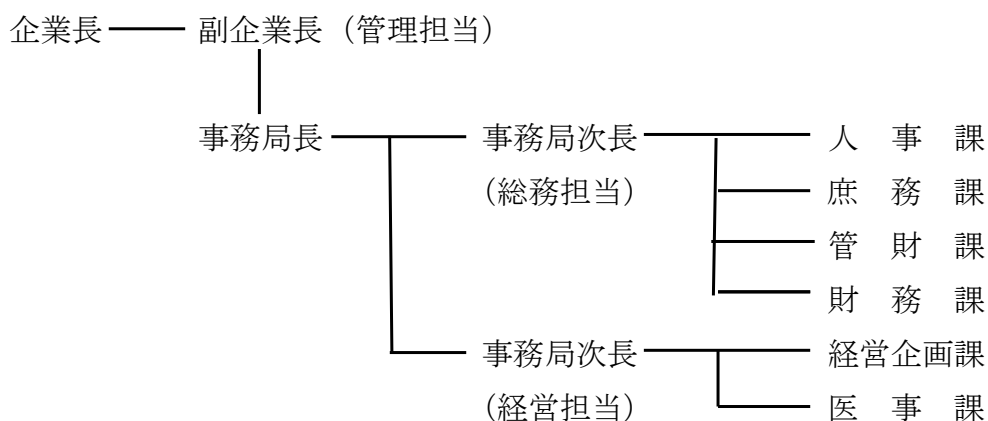 企業長 副企業長（管理担当）
事務局長 事務局次長 人事課
(総務担当) 庶務課
管財課
財務課
事務局次長 経営企画課
(経営担当) 医事課